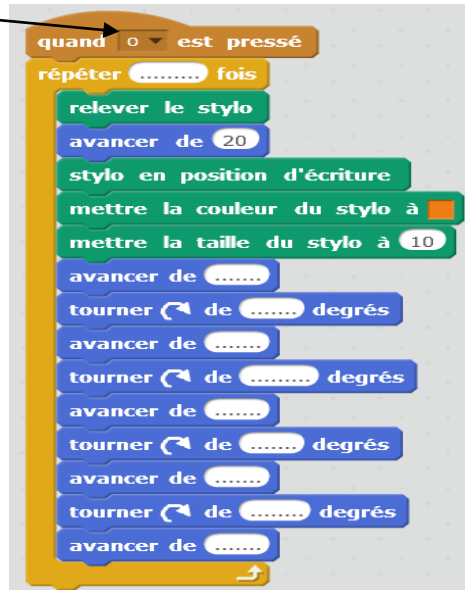 quand o est pressé
répéter ......... fois
relever le stylo
avancer de 20
stylo en position d'écriture
mettre la couleur du stylo à
mettre la taille du stylo à 10
avancer de .......
tourner de ....... degrés
avancer de .......
tourner de ......... degrés
avancer de .......
tourner de ....... degrés
avancer de .......
tourner de ........ degrés
avancer de .......